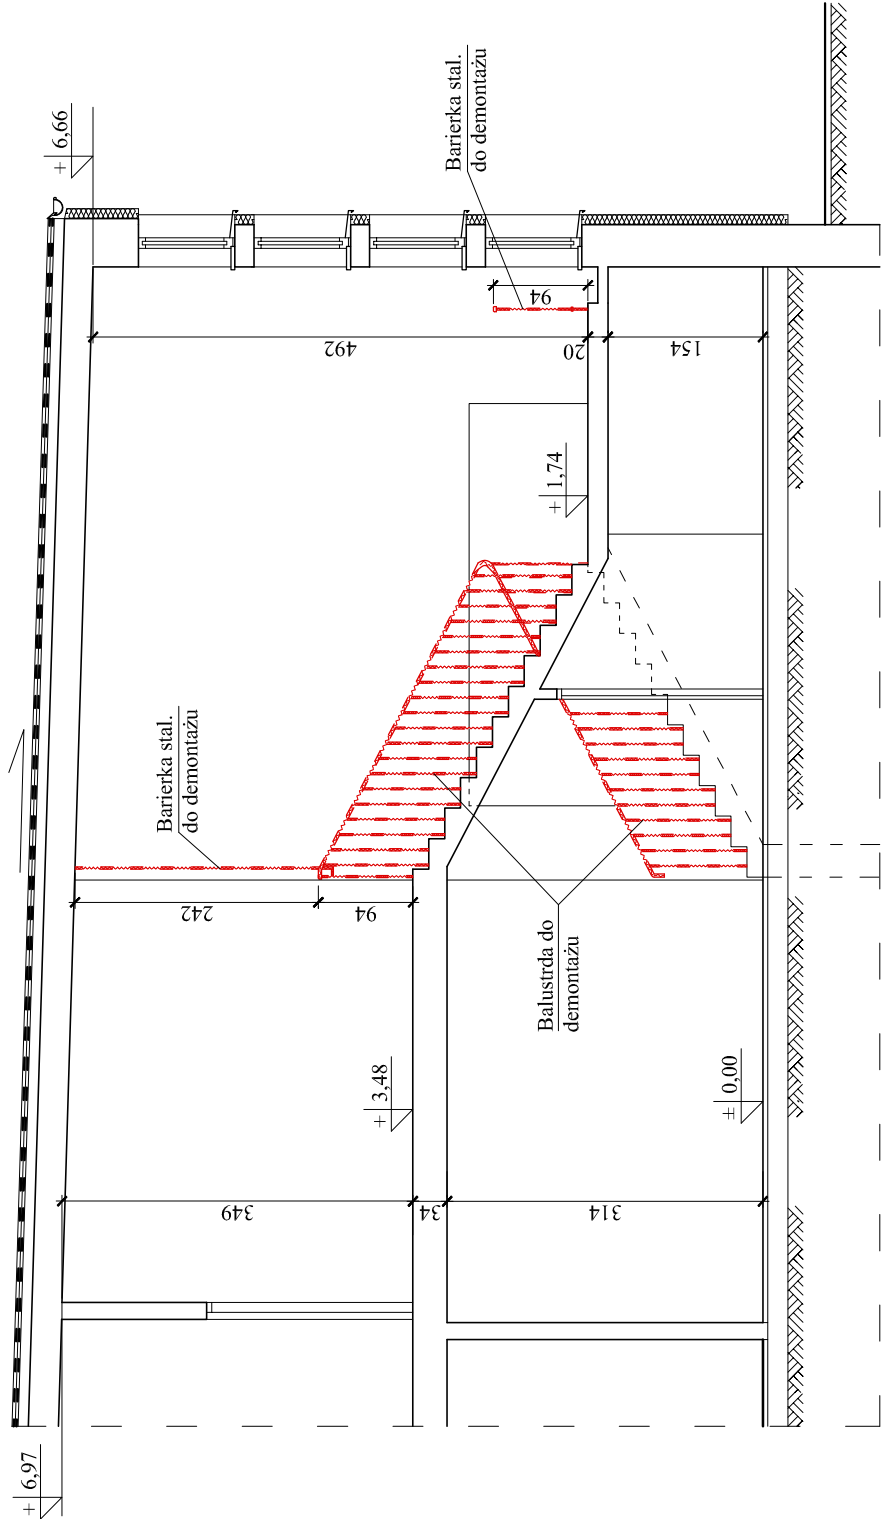 + 6,66
Barierka stal.
do demontażu
94
492
20
154
+ 1,74
Barierka stal.
do demontażu
242
94
Balustrda do
demontażu
+ 3,48
± 0,00
349
34
314
+ 6,97